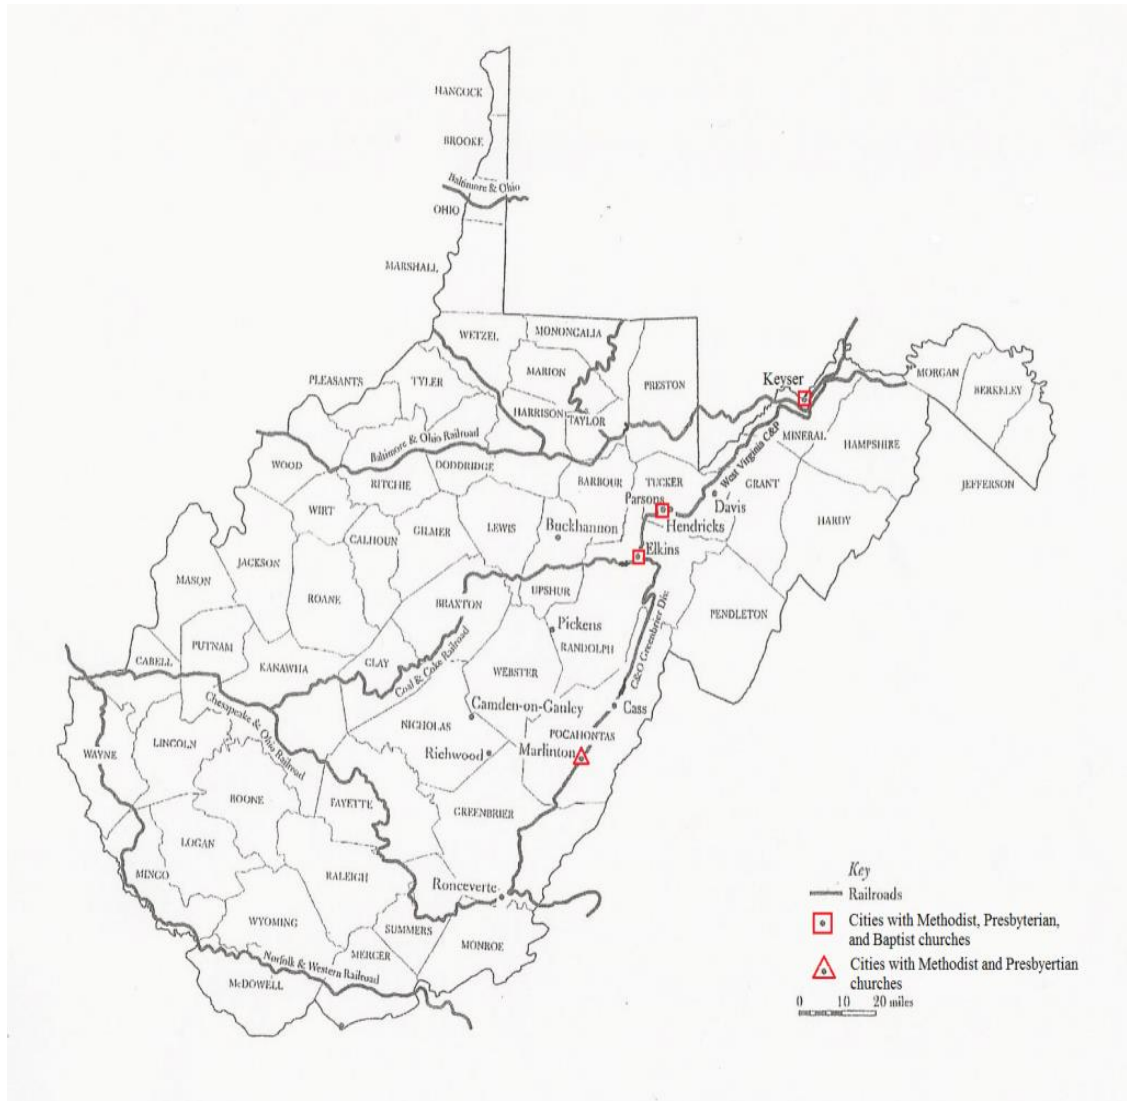 HANCOCK
BROOKE
Baltimore & Ohio
OHIO
MARSHALL
WETZEL
MONONGALIA
MARION
PRESTON
PLEASANTS
TYLER
HARRISON
TAYLOR
Keyser
MORGAN
BERKELEY
MINERAL
HAMPSHIRE
JEFFERSON
Baltimore & Ohio Railroad
WOOD
DODDRIDGE
RITCHIE
BARBOUR
TUCKER
West Virginia C&P
GRANT
HARDY
Parsons
Davis
Hendricks
WIRT
CALHOUN
GILMER
LEWIS
Buckhannon
Elkins
JACKSON
MASON
ROANE
BRAXTON
UPSHUR
PENDLETON
Pickens
RANDOLPH
C&O Greenbrier Div.
PUTNAM
CABELL
KANAWHA
CLAY
Coal & Coke Railroad
WEBSTER
Chesapeake & Ohio Railroad
Camden-on-Gauley
Cass
NICHOLAS
POCAHONTAS
Richwood
Marlinton
WAYNE
LINCOLN
BOONE
FAYETTE
GREENBRIER
LOGAN
MINGO
RALEIGH
Ronceverte
WYOMING
SUMMERS
MONROE
MERCER
Norfolk & Western Railroad
McDOWELL
Key
Railroads
Cities with Methodist, Presbyterian,
and Baptist churches
Cities with Methodist and Presbyertian
churches
0 10 20 miles